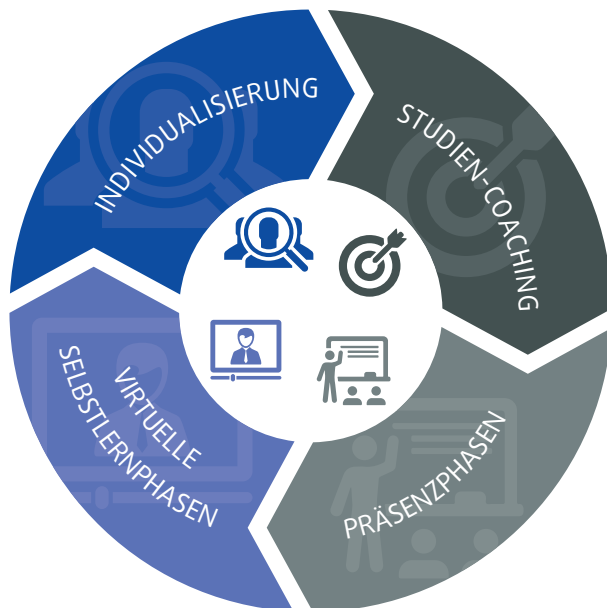 INDIVIDUALISIERUNG
STUDIEN-COACHING
PRÄSENZPHASEN
VIRTUELLE
SELBSTLERNPHASEN